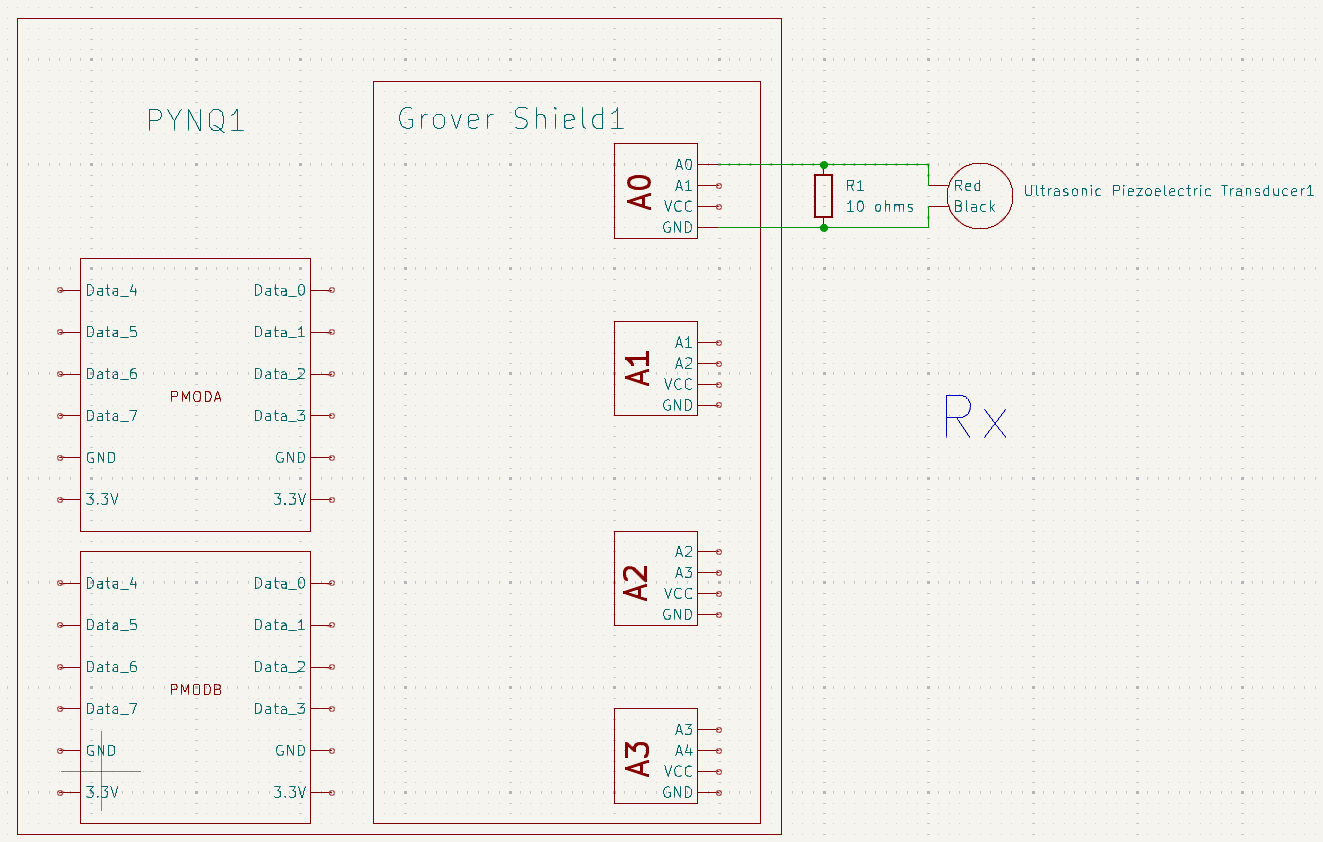 PYNQ1
Grover Shield1
A0
A0
A1
VCC
GND
R1
10 ohms
Red
Black
Ultrasonic Piezoelectric Transducer1
Data_4
Data_0
Data_5
Data_1
Data_6
Data_2
PMODA
Data_7
Data_3
GND
GND
3.3V
3.3V
A1
A1
A2
VCC
GND
Rx
Data_4
Data_0
Data_5
Data_1
Data_6
Data_2
PMODB
Data_7
Data_3
GND
GND
3.3V
3.3V
A2
A2
A3
VCC
GND
A3
A3
A4
VCC
GND